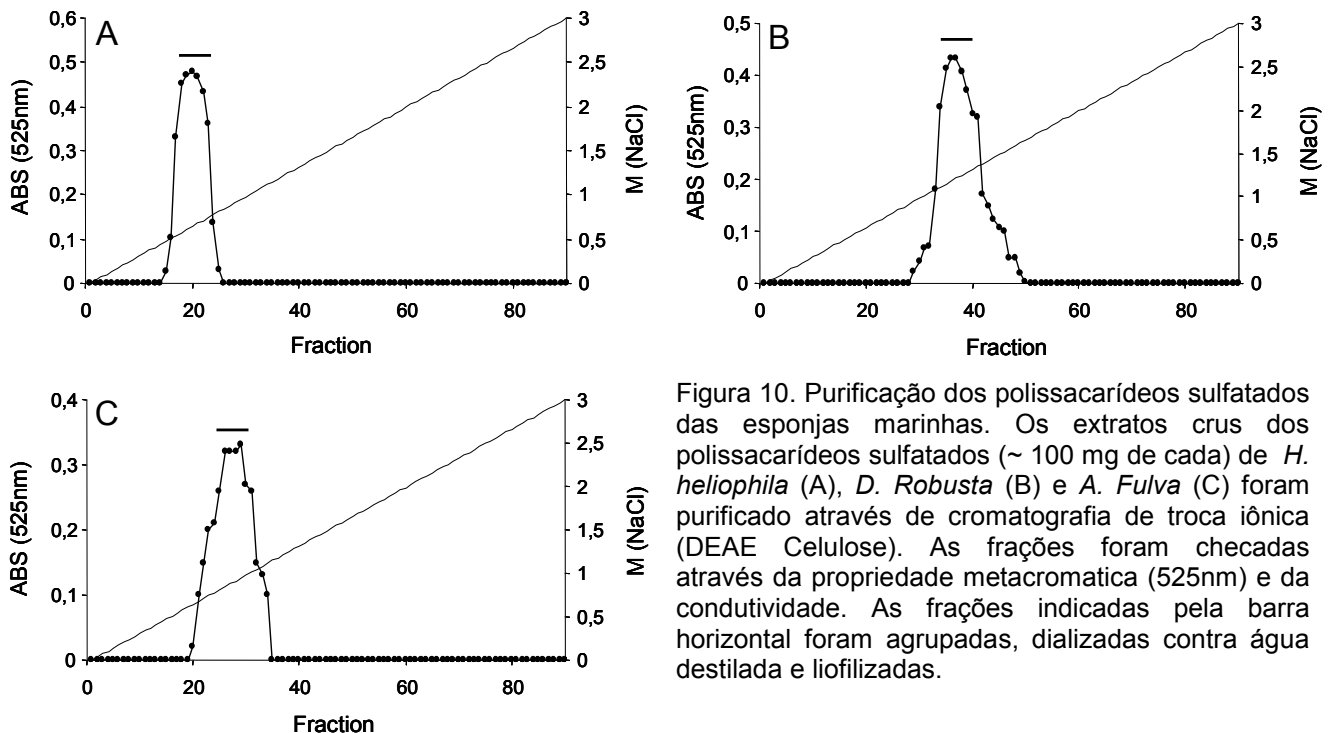 A
ABS (525nm)
0,6
0,5
0,4
0,3
0,2
0,1
0
3
2,5
2
1,5
1
0,5
0
M (NaCl)
0 20 40 60 80
Fraction
B
ABS (525nm)
0,5
0,4
0,3
0,2
0,1
0
3
2,5
2
1,5
1
0,5
0
M (NaCl)
0 20 40 60 80
Fraction
C
ABS (525nm)
0,4
0,3
0,2
0,1
0
3
2,5
2
1,5
1
0,5
0
M (NaCl)
0 20 40 60 80
Fraction
Figura 10. Purificação dos polissacarídeos sulfatados
das esponjas marinhas. Os extratos crus dos
polissacarídeos sulfatados (~ 100 mg de cada) de H.
heliophila (A), D. Robusta (B) e A. Fulva (C) foram
purificado através de cromatografia de troca iônica
(DEAE Celulose). As frações foram checadas
através da propriedade metacromatica (525nm) e da
condutividade. As frações indicadas pela barra
horizontal foram agrupadas, dializadas contra água
destilada e liofilizadas.